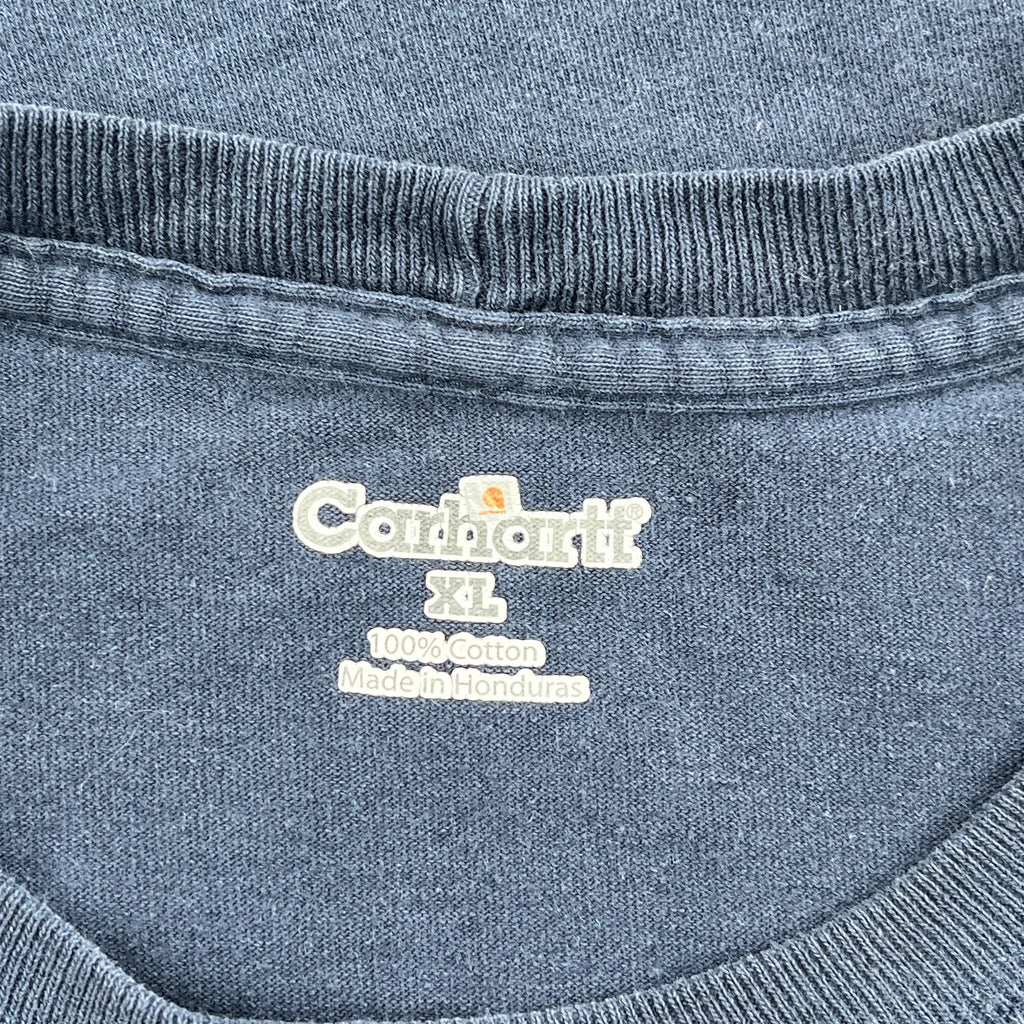 Carhartt®
XL
100% Cotton
Made in Honduras